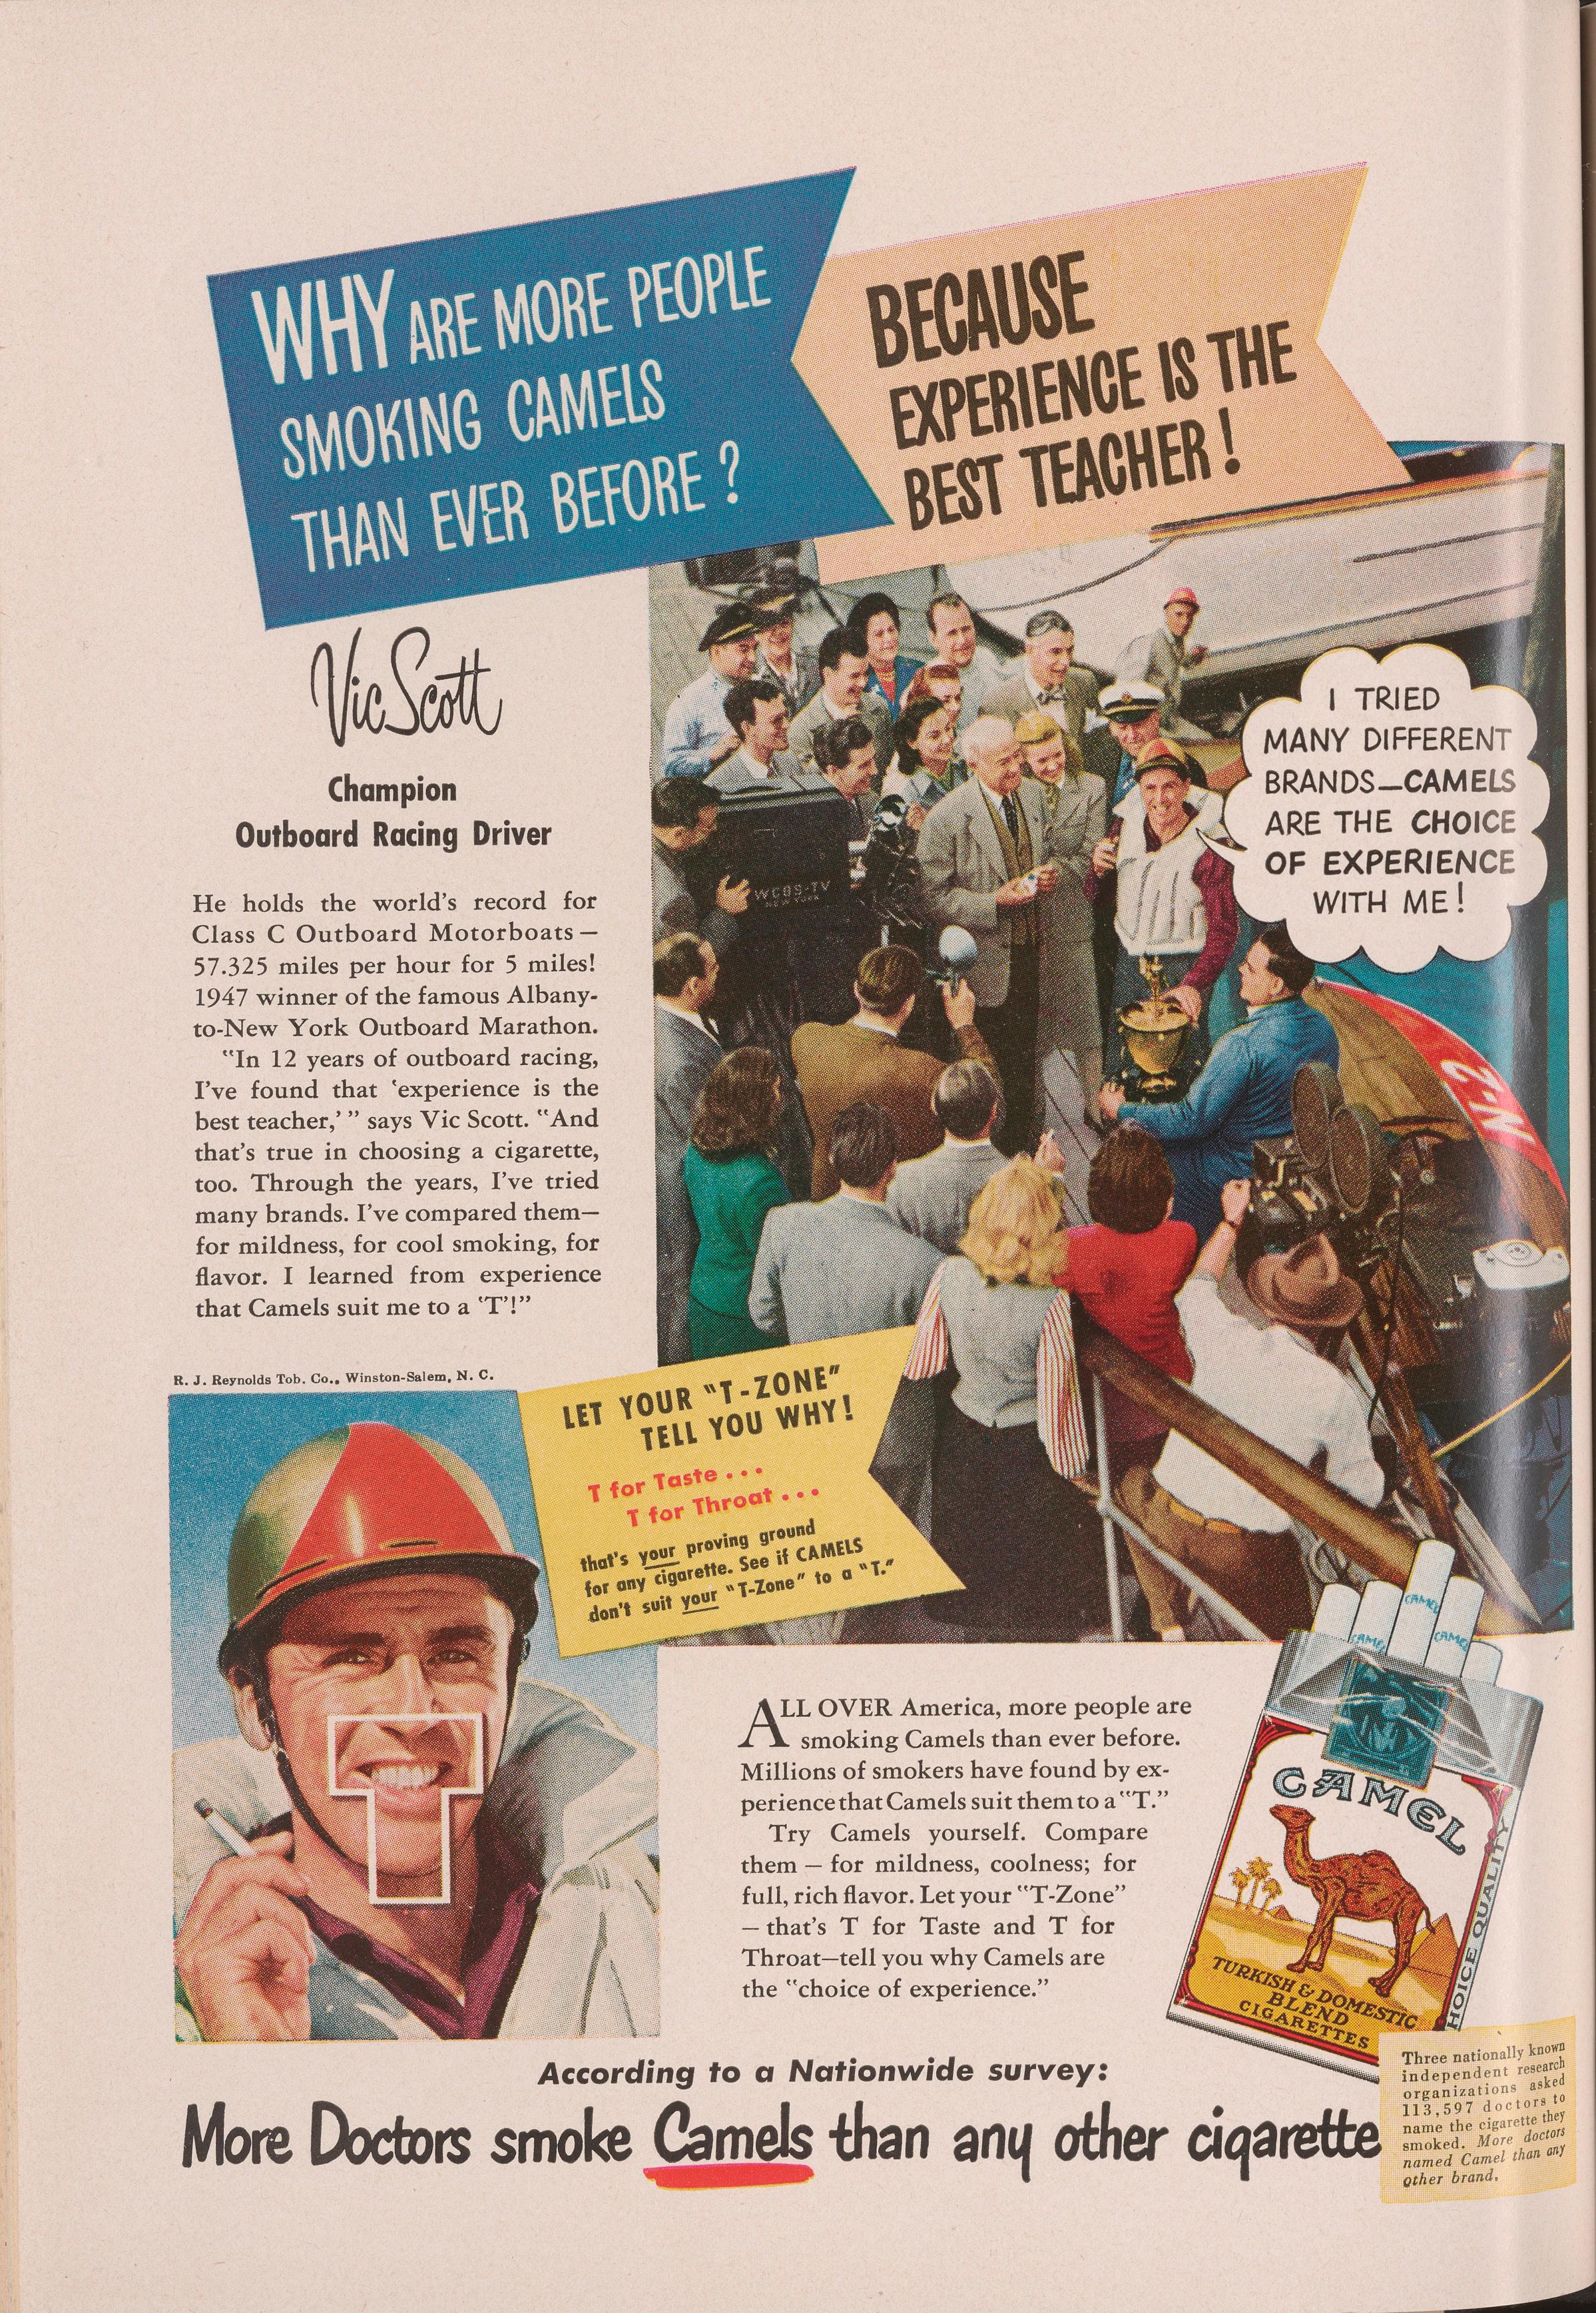 WHY ARE MORE PEOPLE
SMOKING CAMELS
THAN EVER BEFORE?
BECAUSE
EXPERIENCE IS THE
BEST TEACHER!
Vic Scott
Champion
Outboard Racing Driver
He holds the world's record for
Class C Outboard Motorboats—
57.325 miles per hour for 5 miles!
1947 winner of the famous Albany-
to-New York Outboard Marathon.
"In 12 years of outboard racing,
I've found that 'experience is the
best teacher,'" says Vic Scott. "And
that's true in choosing a cigarette,
too. Through the years, I've tried
many brands. I've compared them—
for mildness, for cool smoking, for
flavor. I learned from experience
that Camels suit me to a 'T'!"
R. J. Reynolds Tob. Co., Winston-Salem, N. C.
I TRIED
MANY DIFFERENT
BRANDS—CAMELS
ARE THE CHOICE
OF EXPERIENCE
WITH ME!
WCBS-TV
NEW YORK
N-2
LET YOUR "T-ZONE"
TELL YOU WHY!
T for Taste...
T for Throat...
that's your proving ground
for any cigarette. See if CAMELS
don't suit your "T-Zone" to a "T."
ALL OVER America, more people are
smoking Camels than ever before.
Millions of smokers have found by ex-
perience that Camels suit them to a "T."
Try Camels yourself. Compare
them — for mildness, coolness; for
full, rich flavor. Let your "T-Zone"
— that's T for Taste and T for
Throat—tell you why Camels are
the "choice of experience."
CAMEL
CAMEL
CAMEL
CAMEL
TURKISH & DOMESTIC
BLEND
CIGARETTES
HOICE QUALITY
According to a Nationwide survey:
More Doctors smoke Camels than any other cigarette
Three nationally known
independent research
organizations asked
113,597 doctors to
name the cigarette they
smoked. More doctors
named Camel than any
other brand.